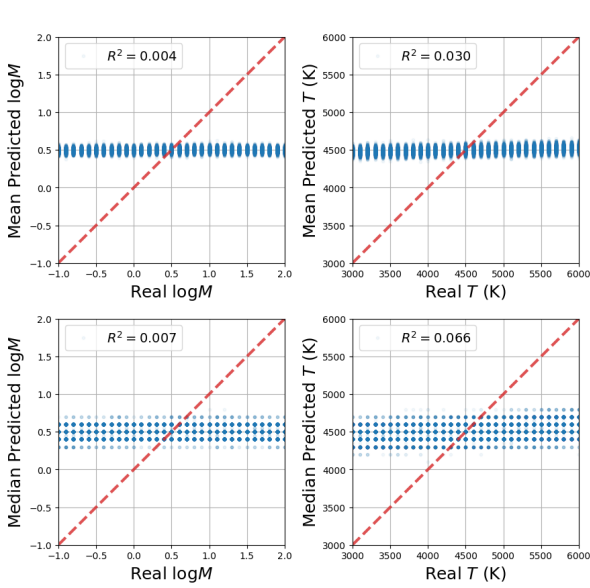 Mean Predicted logM
2.0
1.5
1.0
0.5
0.0
−0.5
−1.0
R² = 0.004
−1.0 −0.5 0.0 0.5 1.0 1.5 2.0
Real logM
Mean Predicted T (K)
6000
5500
5000
4500
4000
3500
3000
R² = 0.030
3000 3500 4000 4500 5000 5500 6000
Real T (K)
Median Predicted logM
2.0
1.5
1.0
0.5
0.0
−0.5
−1.0
R² = 0.007
−1.0 −0.5 0.0 0.5 1.0 1.5 2.0
Real logM
Median Predicted T (K)
6000
5500
5000
4500
4000
3500
3000
R² = 0.066
3000 3500 4000 4500 5000 5500 6000
Real T (K)